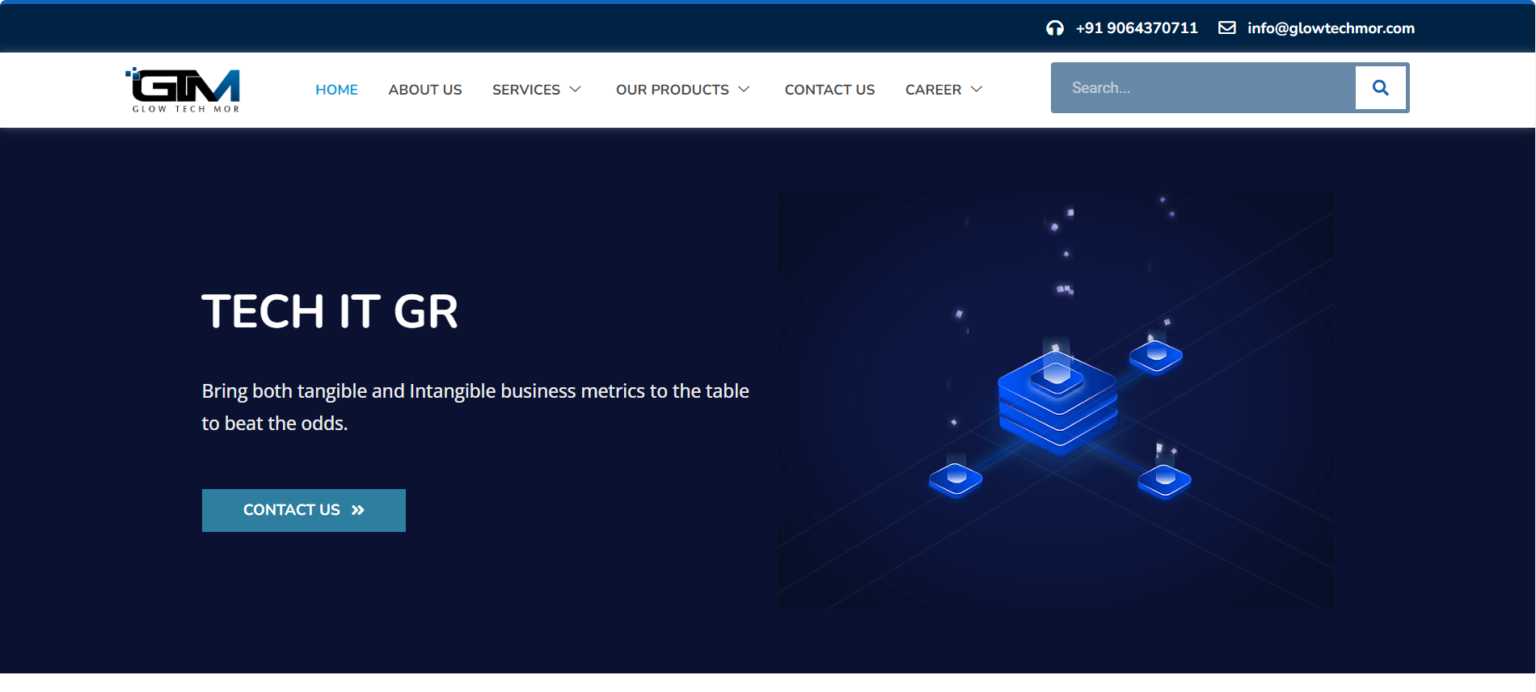 +91 9064370711 info@glowtechmor.com
GTM
GLOW TECH MOR
HOME ABOUT US SERVICES OUR PRODUCTS CONTACT US CAREER
Search...
TECH IT GR
Bring both tangible and Intangible business metrics to the table
to beat the odds.
CONTACT US »